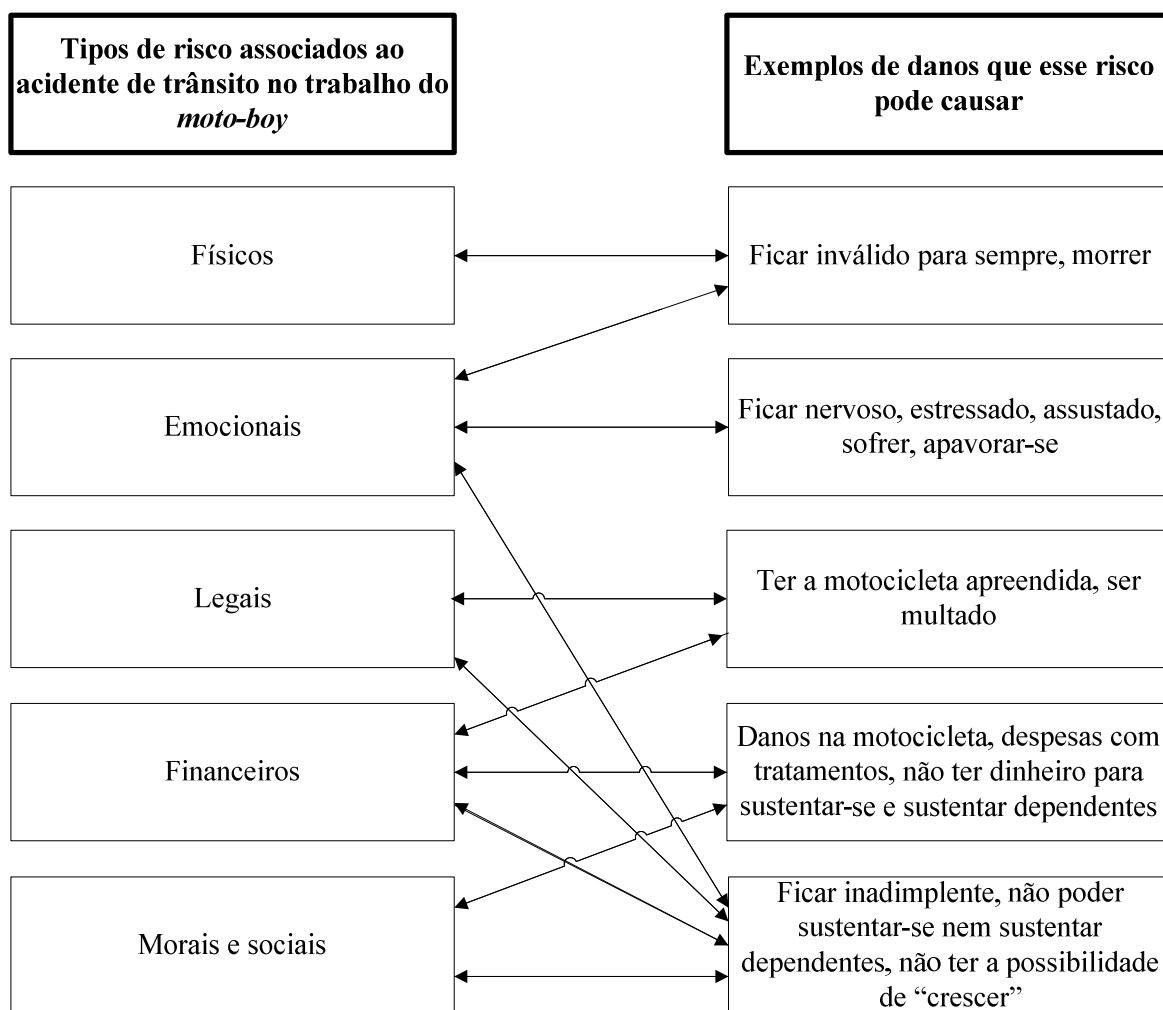 Tipos de risco associados ao
acidente de trânsito no trabalho do
moto-boy
Exemplos de danos que esse risco
pode causar
Físicos
Ficar inválido para sempre, morrer
Emocionais
Ficar nervoso, estressado, assustado,
sofrer, apavorar-se
Legais
Ter a motocicleta apreendida, ser
multado
Financeiros
Danos na motocicleta, despesas com
tratamentos, não ter dinheiro para
sustentar-se e sustentar dependentes
Morais e sociais
Ficar inadimplente, não poder
sustentar-se nem sustentar
dependentes, não ter a possibilidade
de “crescer”